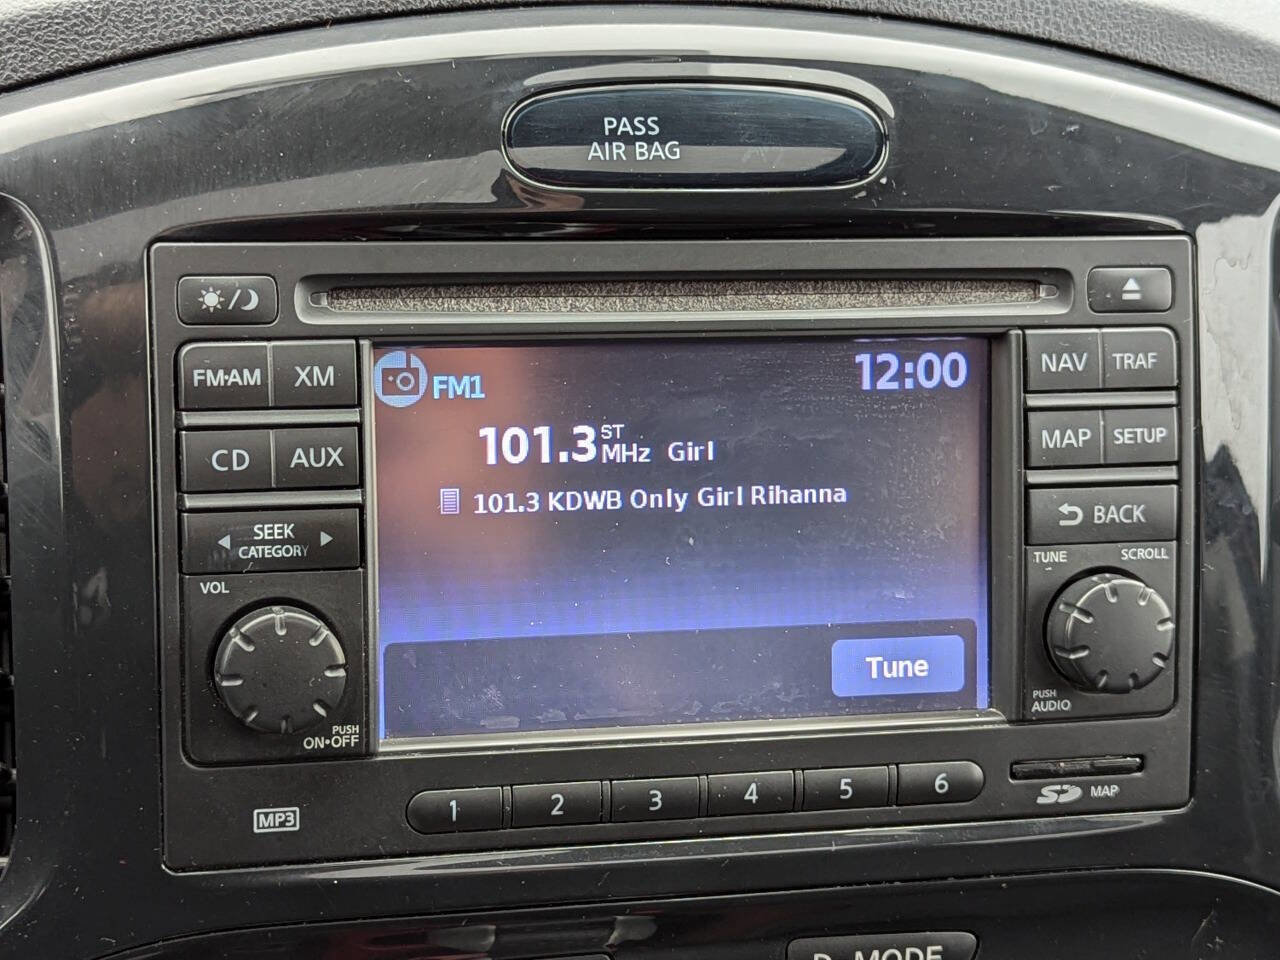 PASS
AIR BAG
FM·AM
XM
CD
AUX
SEEK
CATEGORY
VOL
PUSH
ON•OFF
MP3
FM1
12:00
101.3 ST MHz Girl
101.3 KDWB Only Girl Rihanna
Tune
NAV
TRAF
MAP
SETUP
BACK
TUNE
SCROLL
PUSH
AUDIO
1
2
3
4
5
6
SD MAP
D-MODE